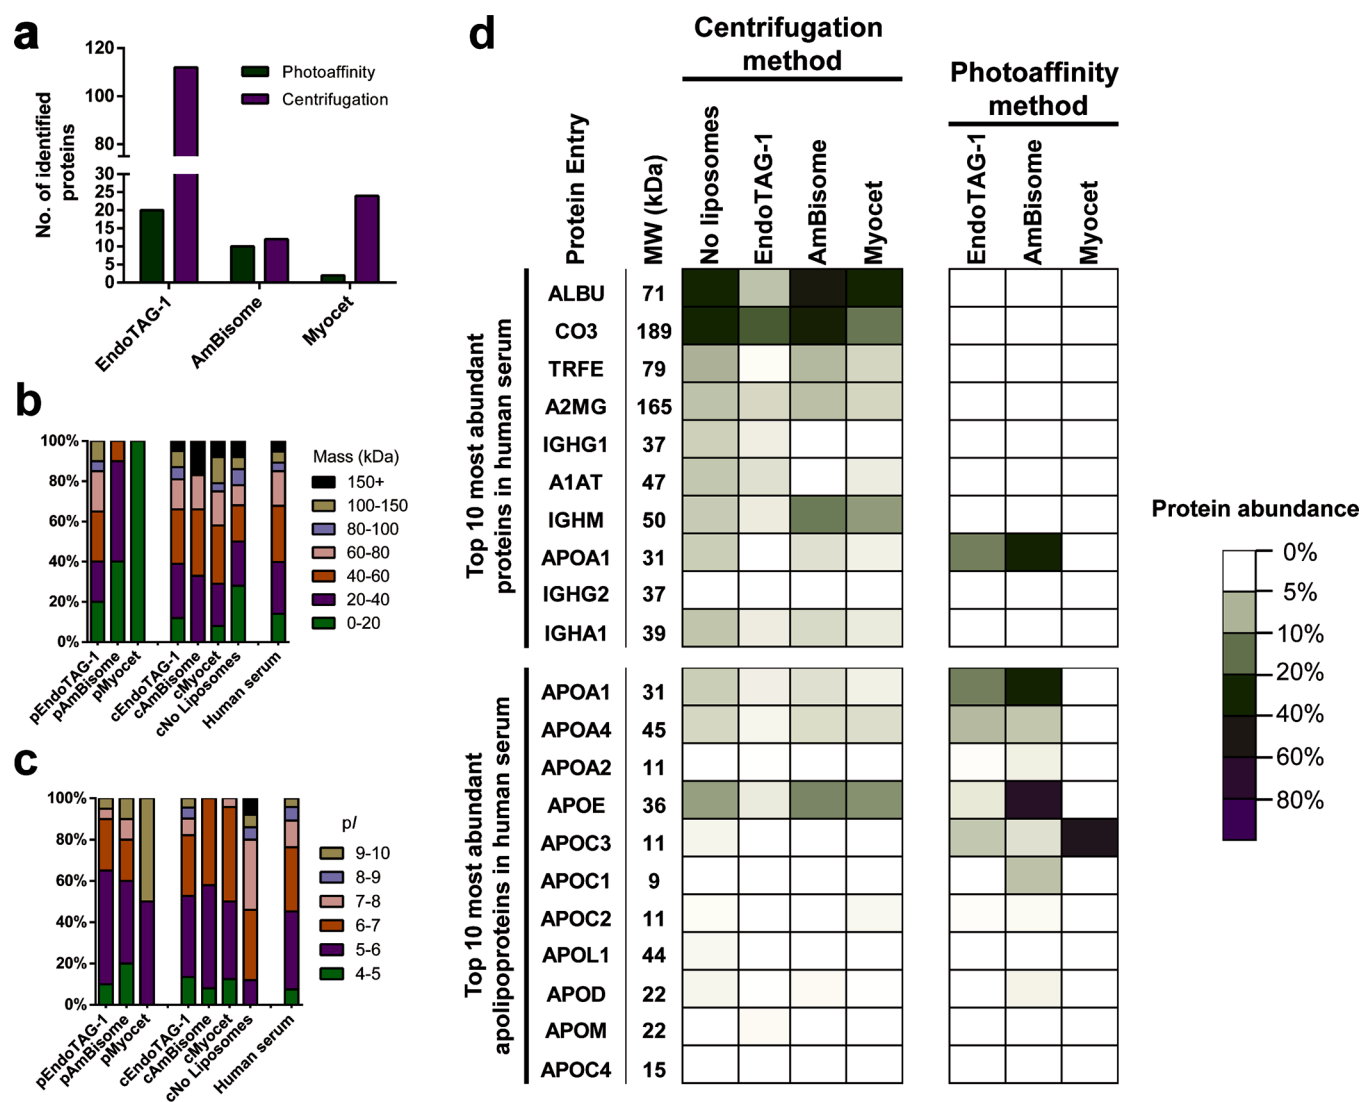 a
120
100
80
30
25
20
15
10
5
0
No. of identified
proteins
Photoaffinity
Centrifugation
EndoTAG-1
AmBisome
Myocet
b
100%
80%
60%
40%
20%
0%
Mass (kDa)
150+
100-150
80-100
60-80
40-60
20-40
0-20
pEndoTAG-1
pAmBisome
pMyocet
cEndoTAG-1
cAmBisome
cMyocet
cNo Liposomes
Human serum
c
100%
80%
60%
40%
20%
0%
pI
9-10
8-9
7-8
6-7
5-6
4-5
pEndoTAG-1
pAmBisome
pMyocet
cEndoTAG-1
cAmBisome
cMyocet
cNo Liposomes
Human serum
d
Centrifugation
method
Photoaffinity
method
Protein Entry
MW (kDa)
No liposomes
EndoTAG-1
AmBisome
Myocet
EndoTAG-1
AmBisome
Myocet
Top 10 most abundant
proteins in human serum
ALBU 71
CO3 189
TRFE 79
A2MG 165
IGHG1 37
A1AT 47
IGHM 50
APOA1 31
IGHG2 37
IGHA1 39
Top 10 most abundant
apolipoproteins in human serum
APOA1 31
APOA4 45
APOA2 11
APOE 36
APOC3 11
APOC1 9
APOC2 11
APOL1 44
APOD 22
APOM 22
APOC4 15
Protein abundance
0%
5%
10%
20%
40%
60%
80%